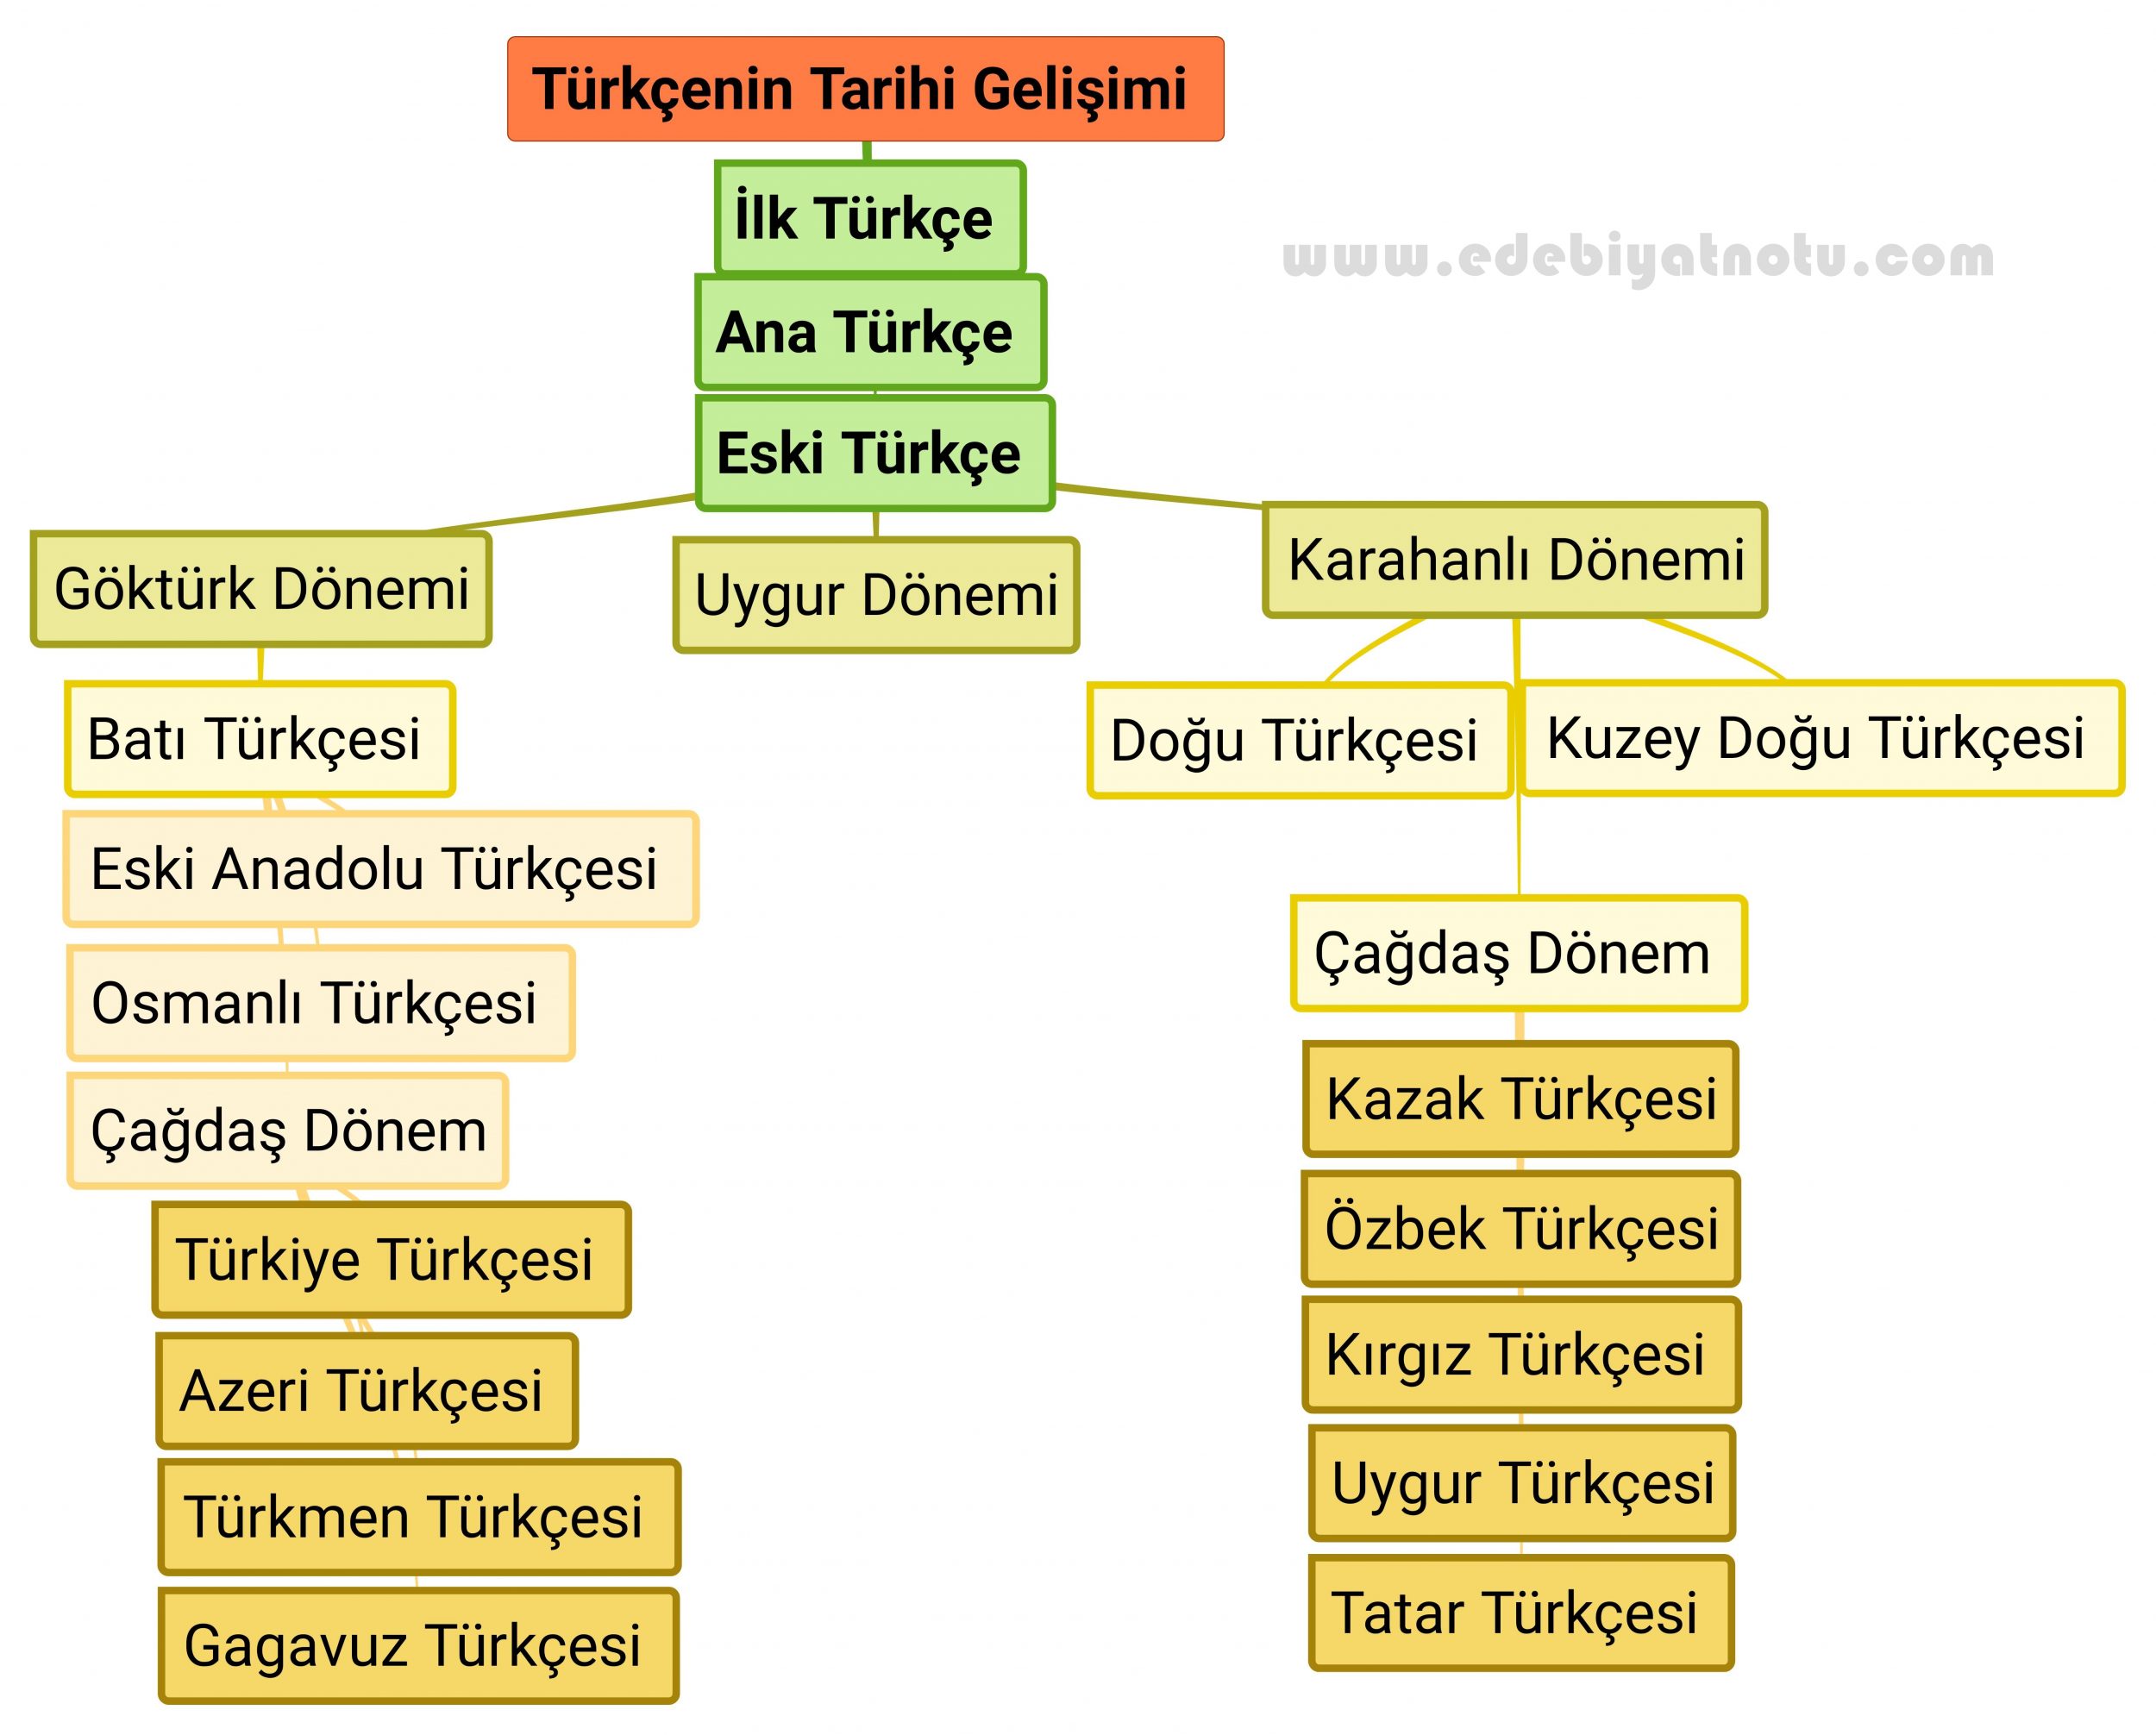 Türkçenin Tarihi Gelişimi
İlk Türkçe
www.edebiyatnotu.com
Ana Türkçe
Eski Türkçe
Göktürk Dönemi
Uygur Dönemi
Karahanlı Dönemi
Batı Türkçesi
Doğu Türkçesi
Kuzey Doğu Türkçesi
Eski Anadolu Türkçesi
Osmanlı Türkçesi
Çağdaş Dönem
Türkiye Türkçesi
Azeri Türkçesi
Türkmen Türkçesi
Gagavuz Türkçesi
Çağdaş Dönem
Kazak Türkçesi
Özbek Türkçesi
Kırgız Türkçesi
Uygur Türkçesi
Tatar Türkçesi